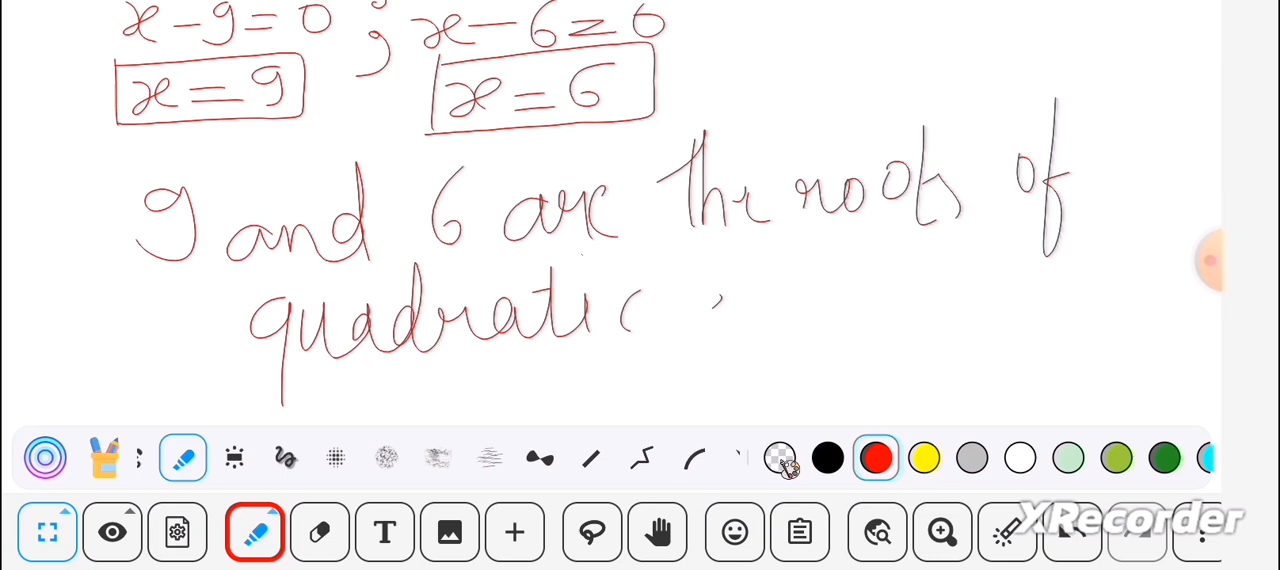 x - 9 = 0 ; x - 6 = 0
x = 9 x = 6
9 and 6 are the roots of
quadratic
T
XRecorder